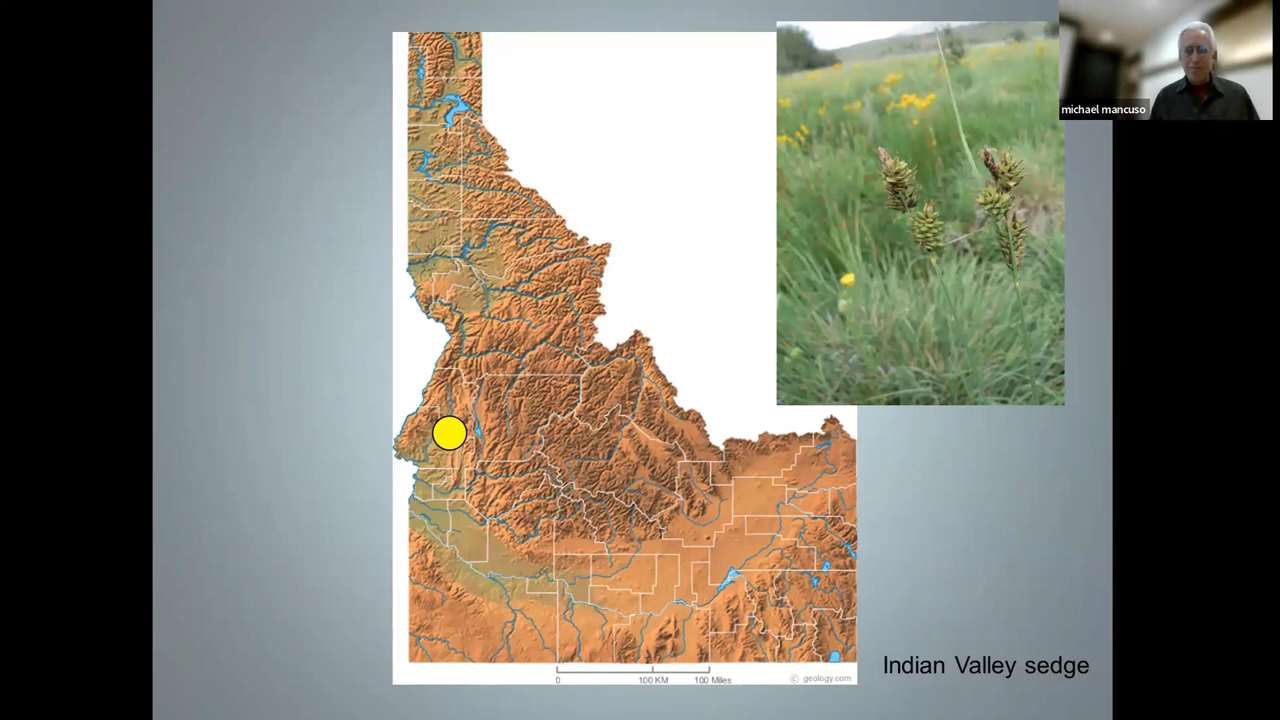 michael mancuso
0 100 KM 100 Miles
© geology.com
Indian Valley sedge